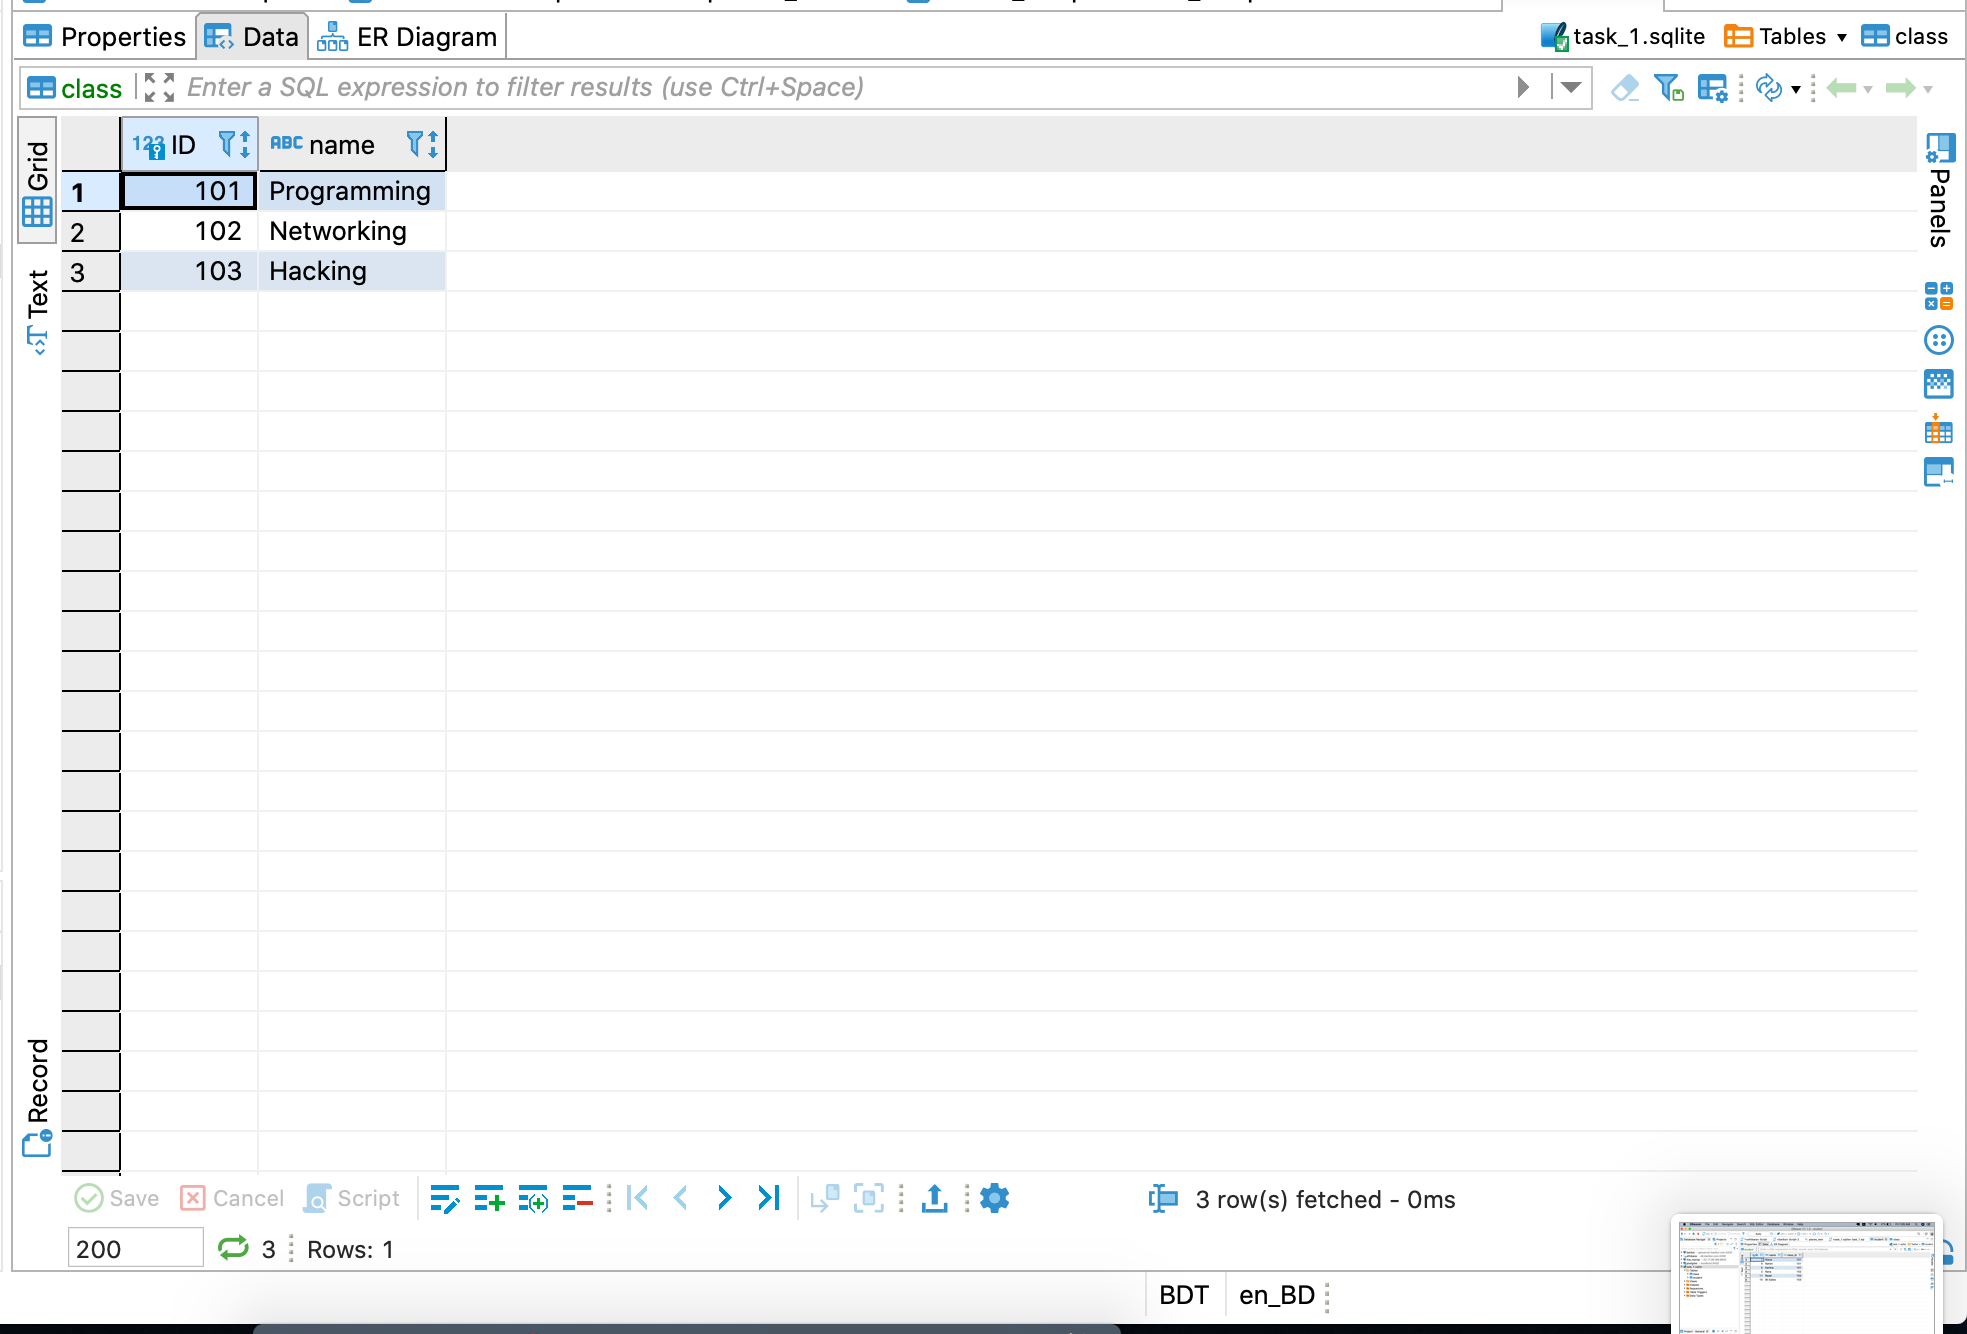 Properties Data ER Diagram task_1.sqlite Tables class
class Enter a SQL expression to filter results (use Ctrl+Space)
Grid
Text
Record
Panels
123 ID ABC name
1 101 Programming
2 102 Networking
3 103 Hacking
Save Cancel Script 3 row(s) fetched - 0ms
200 3 Rows: 1
BDT en_BD